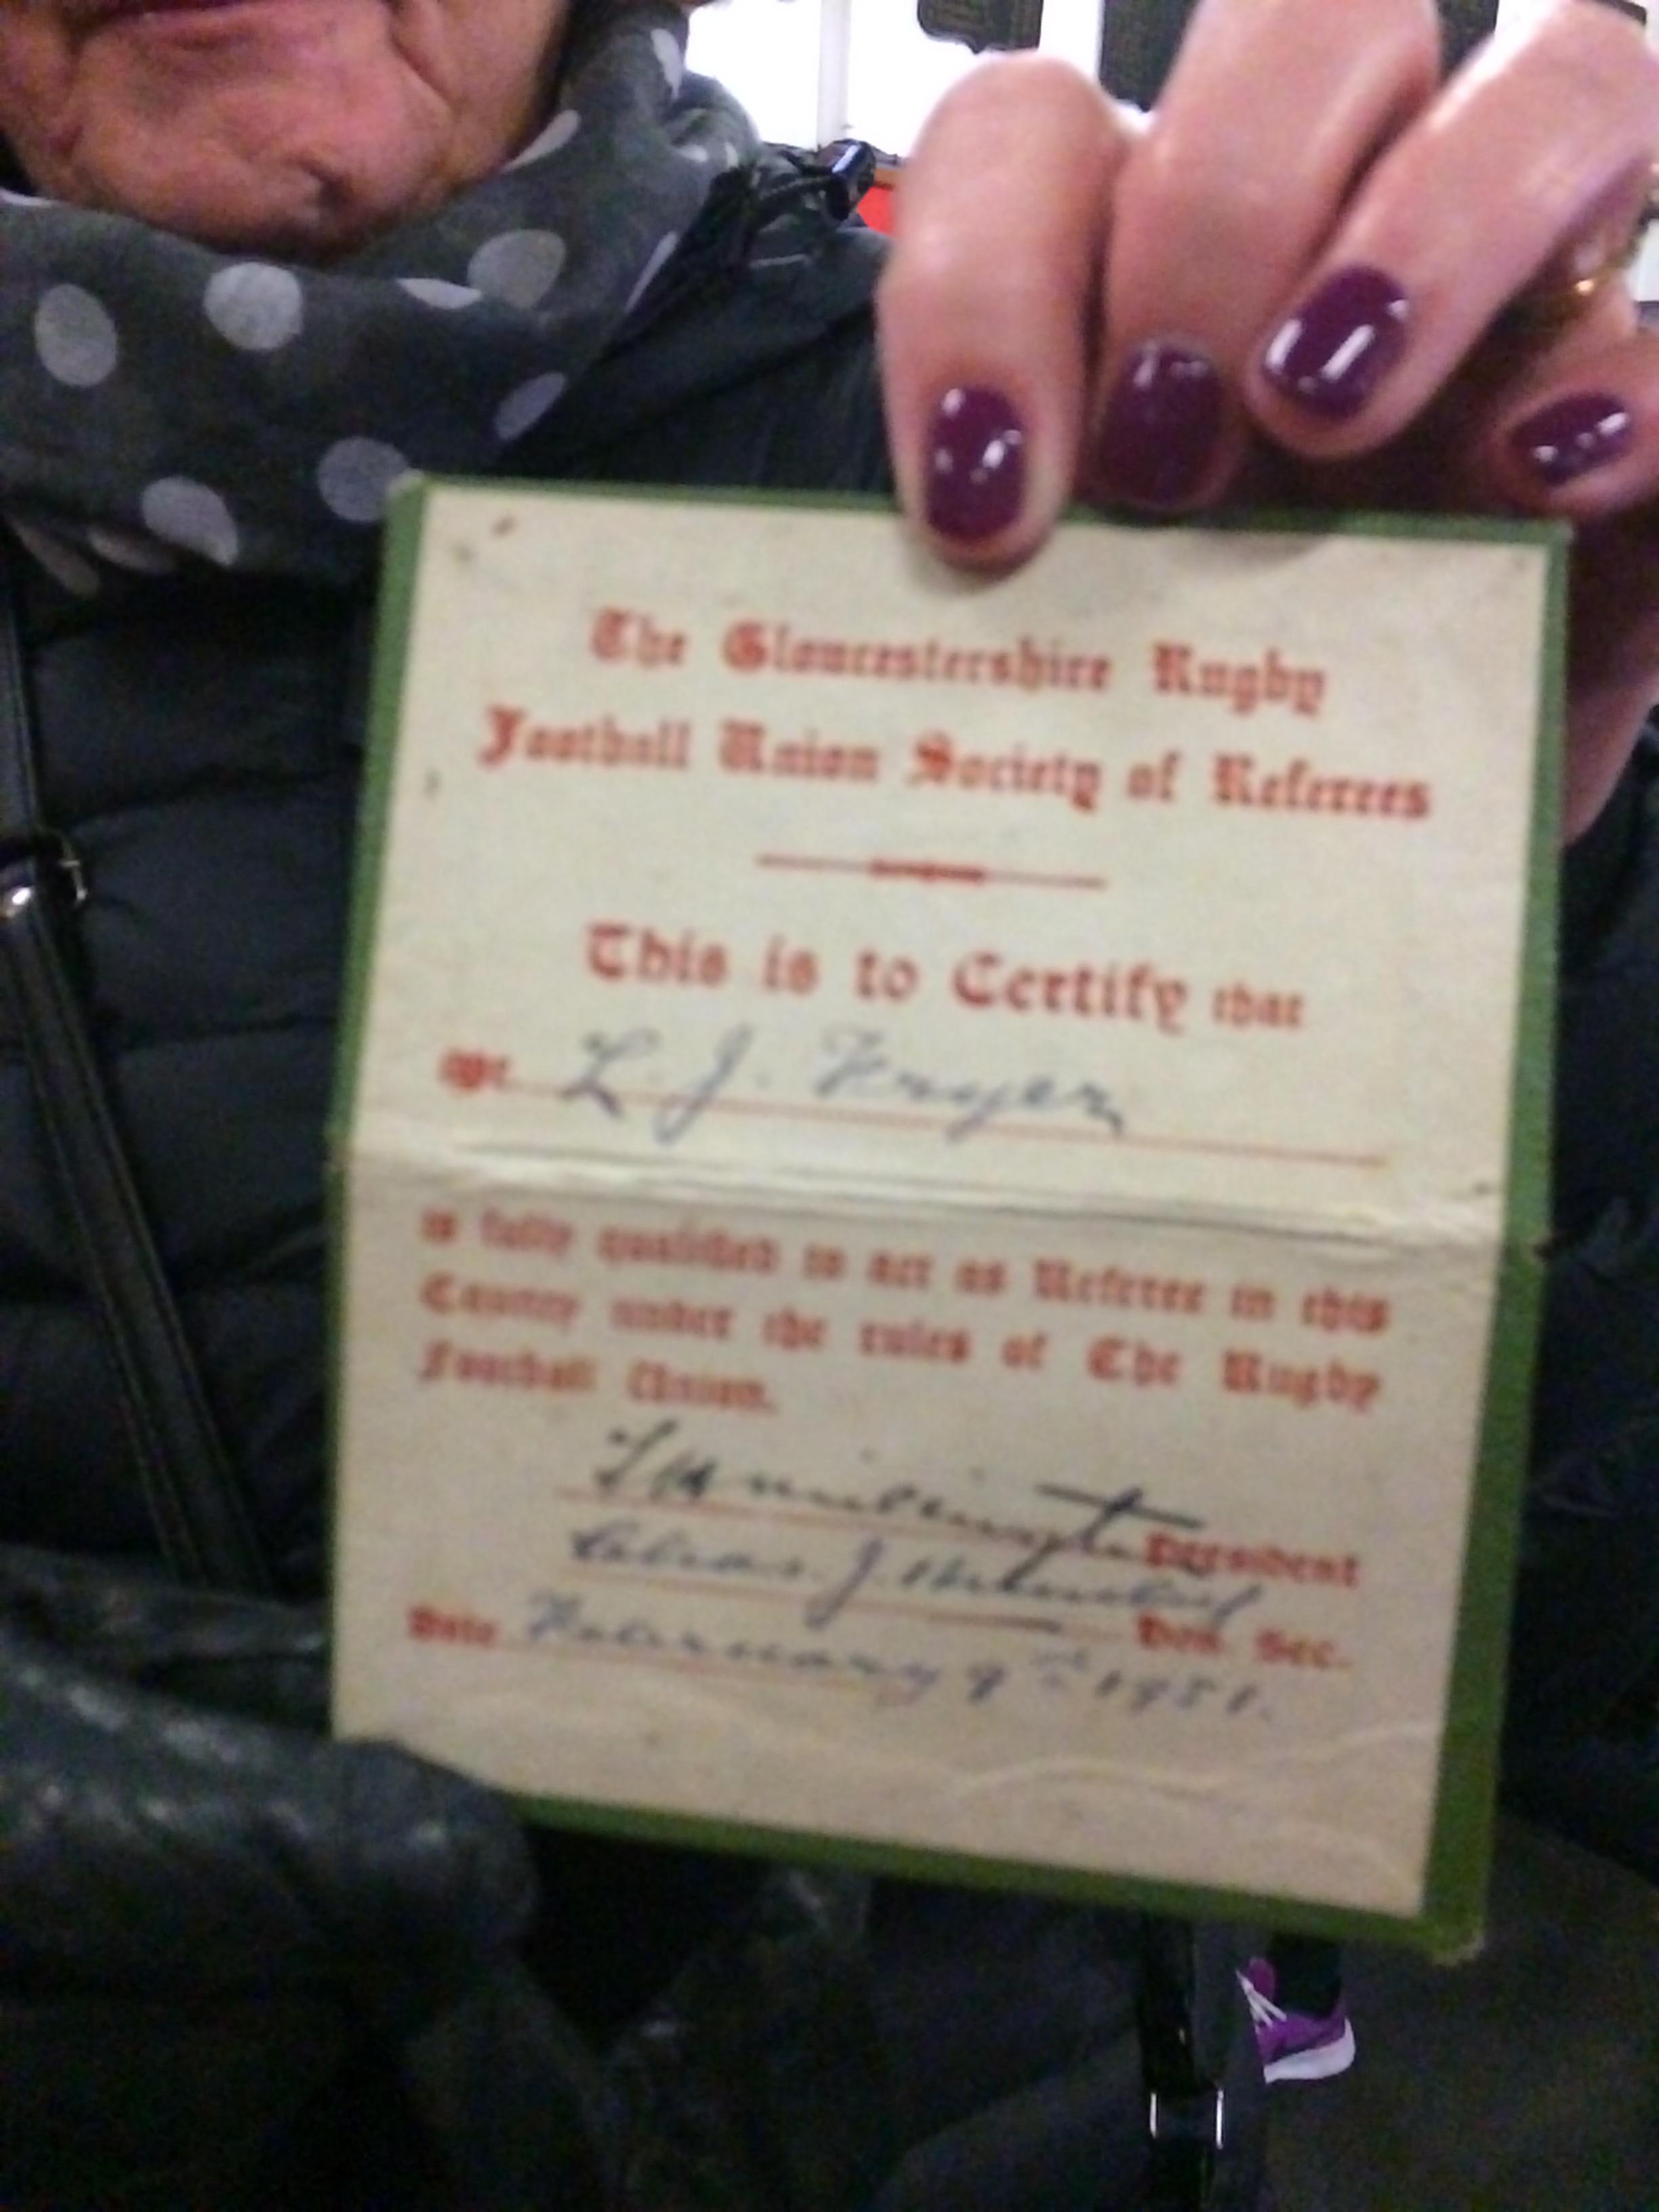 The Gloucestershire Rugby
Football Union Society of Referees
This is to Certify that
Mr. L. J. Fryer
is fully qualified to act as Referee in this
County under the rules of The Rugby
Football Union.
President
Hon. Sec.
Date February 9th 1951.